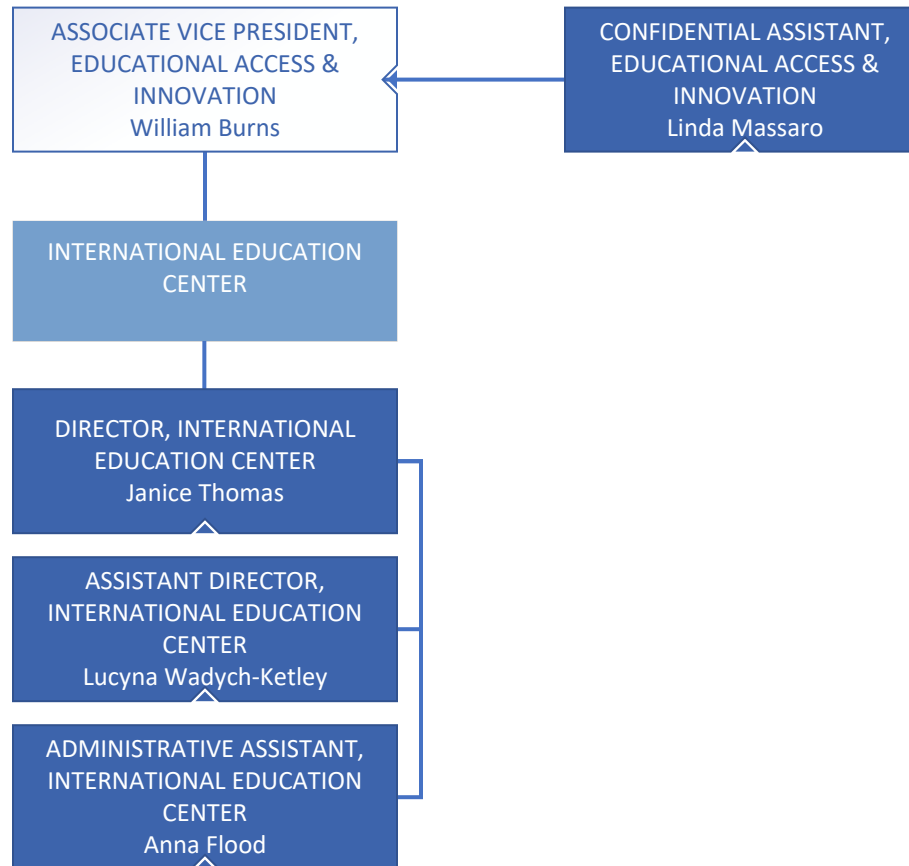 ASSOCIATE VICE PRESIDENT,
EDUCATIONAL ACCESS &
INNOVATION
William Burns
CONFIDENTIAL ASSISTANT,
EDUCATIONAL ACCESS &
INNOVATION
Linda Massaro
INTERNATIONAL EDUCATION
CENTER
DIRECTOR, INTERNATIONAL
EDUCATION CENTER
Janice Thomas
ASSISTANT DIRECTOR,
INTERNATIONAL EDUCATION
CENTER
Lucyna Wadych-Ketley
ADMINISTRATIVE ASSISTANT,
INTERNATIONAL EDUCATION
CENTER
Anna Flood